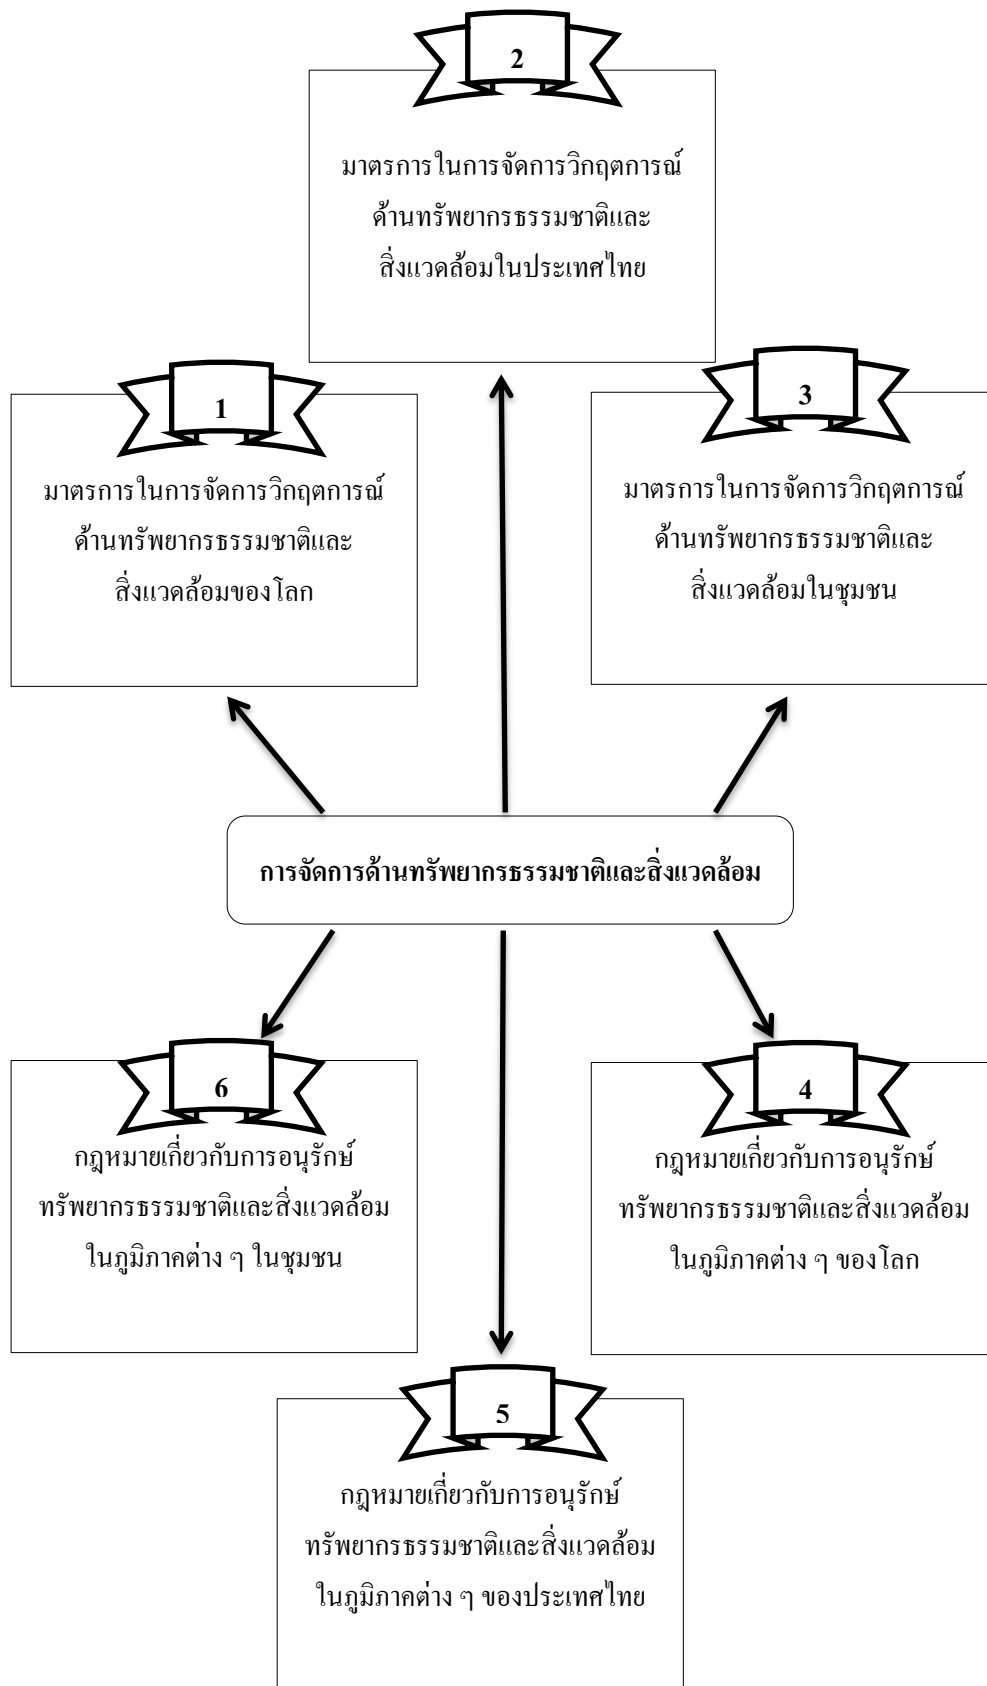 2
มาตรการในการจัดการวิกฤตการณ์
ด้านทรัพยากรธรรมชาติและ
สิ่งแวดล้อมในประเทศไทย
1
มาตรการในการจัดการวิกฤตการณ์
ด้านทรัพยากรธรรมชาติและ
สิ่งแวดล้อมของโลก
3
มาตรการในการจัดการวิกฤตการณ์
ด้านทรัพยากรธรรมชาติและ
สิ่งแวดล้อมในชุมชน
การจัดการด้านทรัพยากรธรรมชาติและสิ่งแวดล้อม
6
กฎหมายเกี่ยวกับการอนุรักษ์
ทรัพยากรธรรมชาติและสิ่งแวดล้อม
ในภูมิภาคต่าง ๆ ในชุมชน
4
กฎหมายเกี่ยวกับการอนุรักษ์
ทรัพยากรธรรมชาติและสิ่งแวดล้อม
ในภูมิภาคต่าง ๆ ของโลก
5
กฎหมายเกี่ยวกับการอนุรักษ์
ทรัพยากรธรรมชาติและสิ่งแวดล้อม
ในภูมิภาคต่าง ๆ ของประเทศไทย